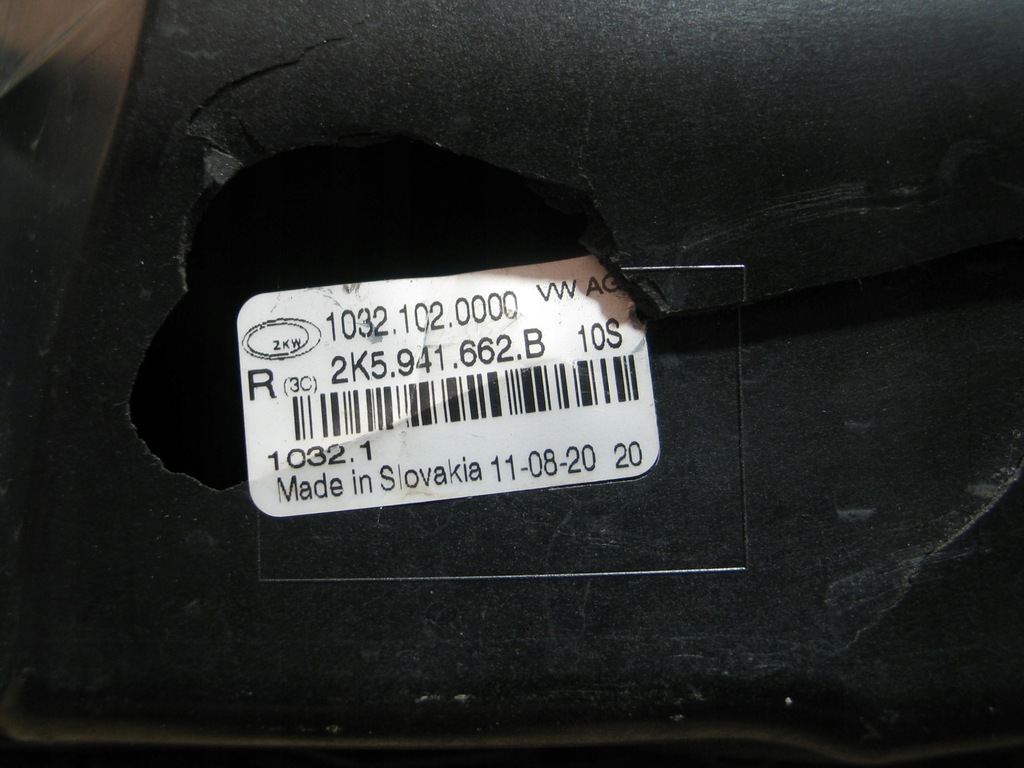 1032.102.0000 VW AG
ZKW
R (3C) 2K5.941.662.B 10S
1032.1
Made in Slovakia 11-08-20 20